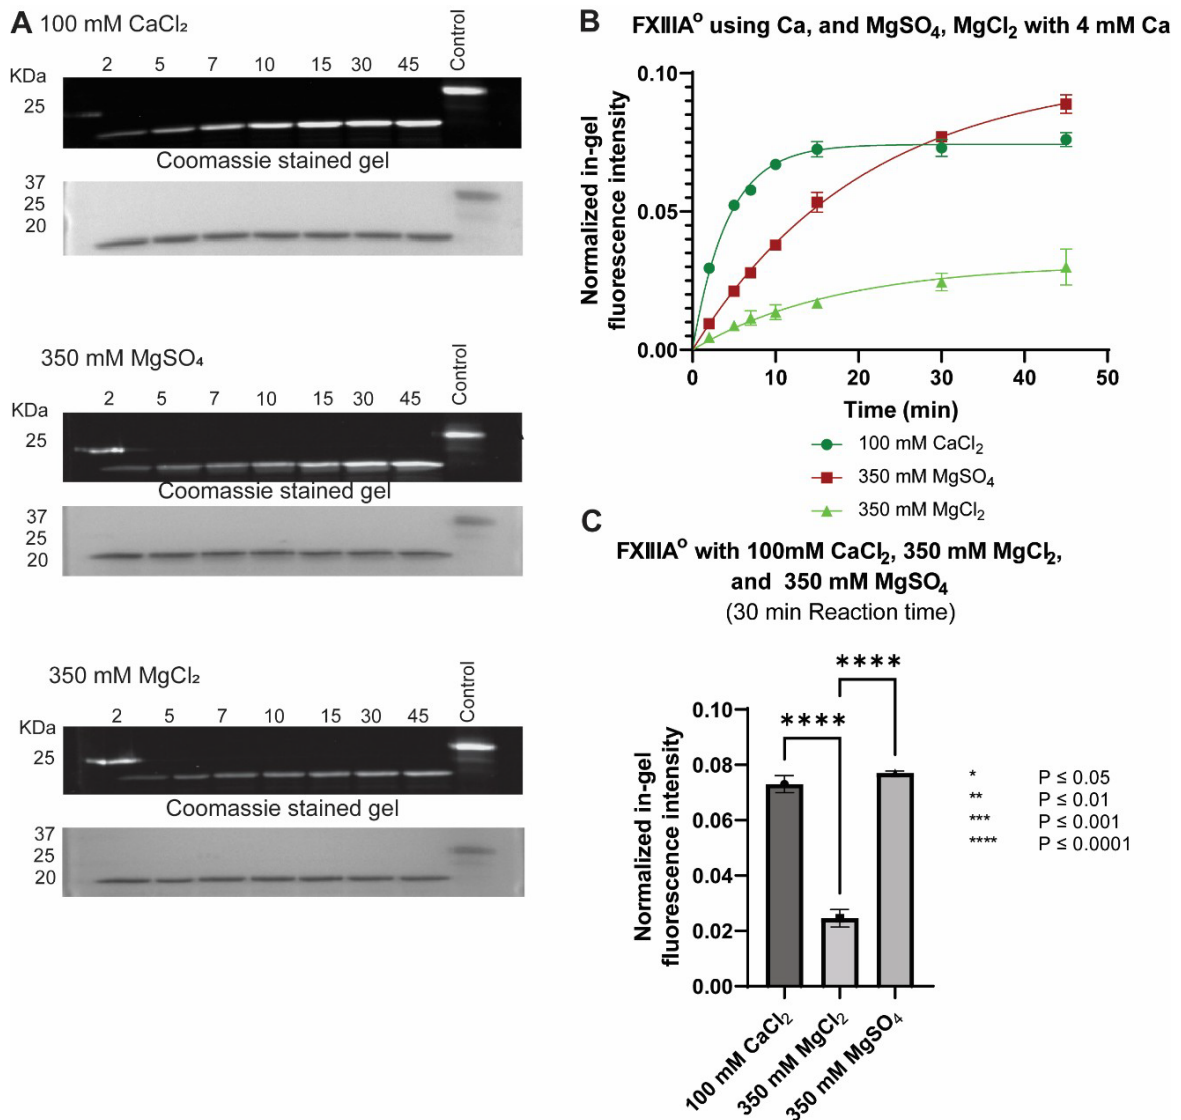 A
100 mM CaCl₂
2 5 7 10 15 30 45 Control
KDa
25
Coomassie stained gel
37
25
20
350 mM MgSO₄
2 5 7 10 15 30 45 Control
KDa
25
Coomassie stained gel
37
25
20
350 mM MgCl₂
2 5 7 10 15 30 45 Control
KDa
25
Coomassie stained gel
37
25
20
B
FXIIIAᴼ using Ca, and MgSO₄, MgCl₂ with 4 mM Ca
Normalized in-gel
fluorescence intensity
0.10
0.05
0.00
0 10 20 30 40 50
Time (min)
100 mM CaCl₂
350 mM MgSO₄
350 mM MgCl₂
C
FXIIIAᴼ with 100mM CaCl₂, 350 mM MgCl₂,
and 350 mM MgSO₄
(30 min Reaction time)
Normalized in-gel
fluorescence intensity
****
****
0.10
0.08
0.06
0.04
0.02
0.00
100 mM CaCl₂
350 mM MgCl₂
350 mM MgSO₄
* P ≤ 0.05
** P ≤ 0.01
*** P ≤ 0.001
**** P ≤ 0.0001